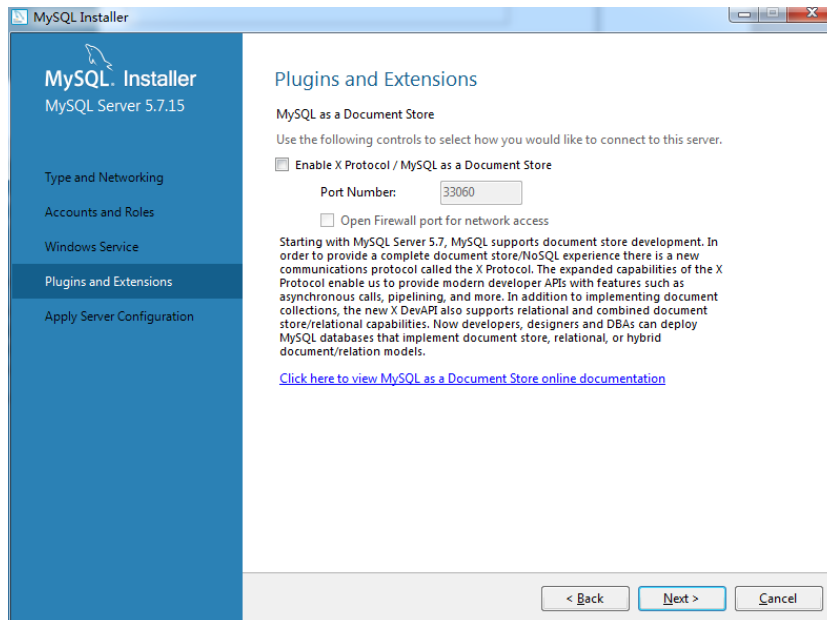 MySQL Installer
MySQL. Installer
MySQL Server 5.7.15
Type and Networking
Accounts and Roles
Windows Service
Plugins and Extensions
Apply Server Configuration
Plugins and Extensions
MySQL as a Document Store
Use the following controls to select how you would like to connect to this server.
Enable X Protocol / MySQL as a Document Store
Port Number: 33060
Open Firewall port for network access
Starting with MySQL Server 5.7, MySQL supports document store development. In
order to provide a complete document store/NoSQL experience there is a new
communications protocol called the X Protocol. The expanded capabilities of the X
Protocol enable us to provide modern developer APIs with features such as
asynchronous calls, pipelining, and more. In addition to implementing document
collections, the new X DevAPI also supports relational and combined document
store/relational capabilities. Now developers, designers and DBAs can deploy
MySQL databases that implement document store, relational, or hybrid
document/relation models.
Click here to view MySQL as a Document Store online documentation
< Back Next > Cancel